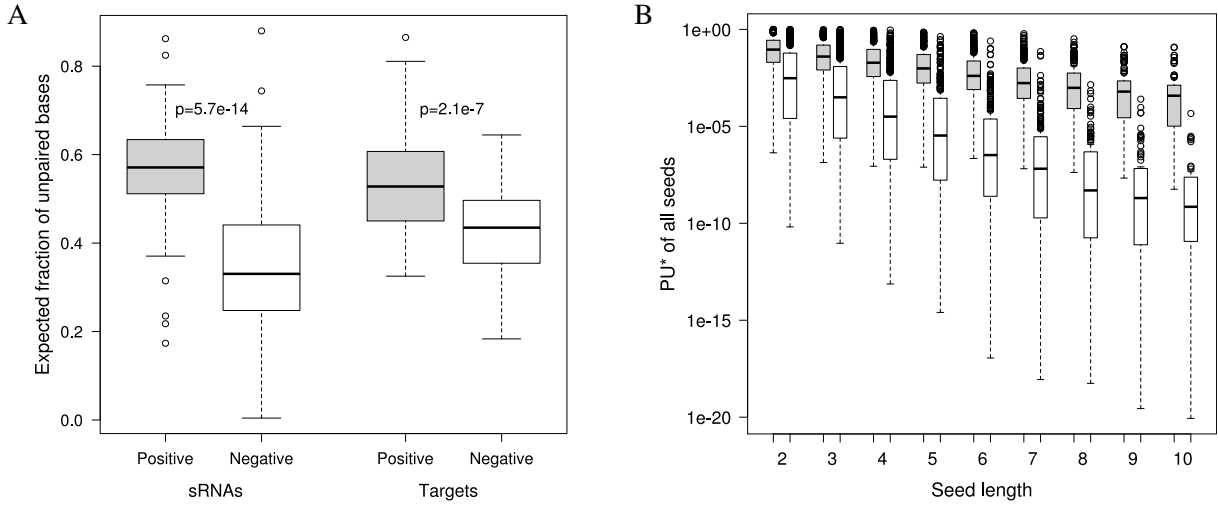 A
Expected fraction of unpaired bases
0.8
0.6
0.4
0.2
0.0
p=5.7e-14
p=2.1e-7
Positive Negative Positive Negative
sRNAs Targets
B
PU* of all seeds
1e+00
1e-05
1e-10
1e-15
1e-20
2 3 4 5 6 7 8 9 10
Seed length